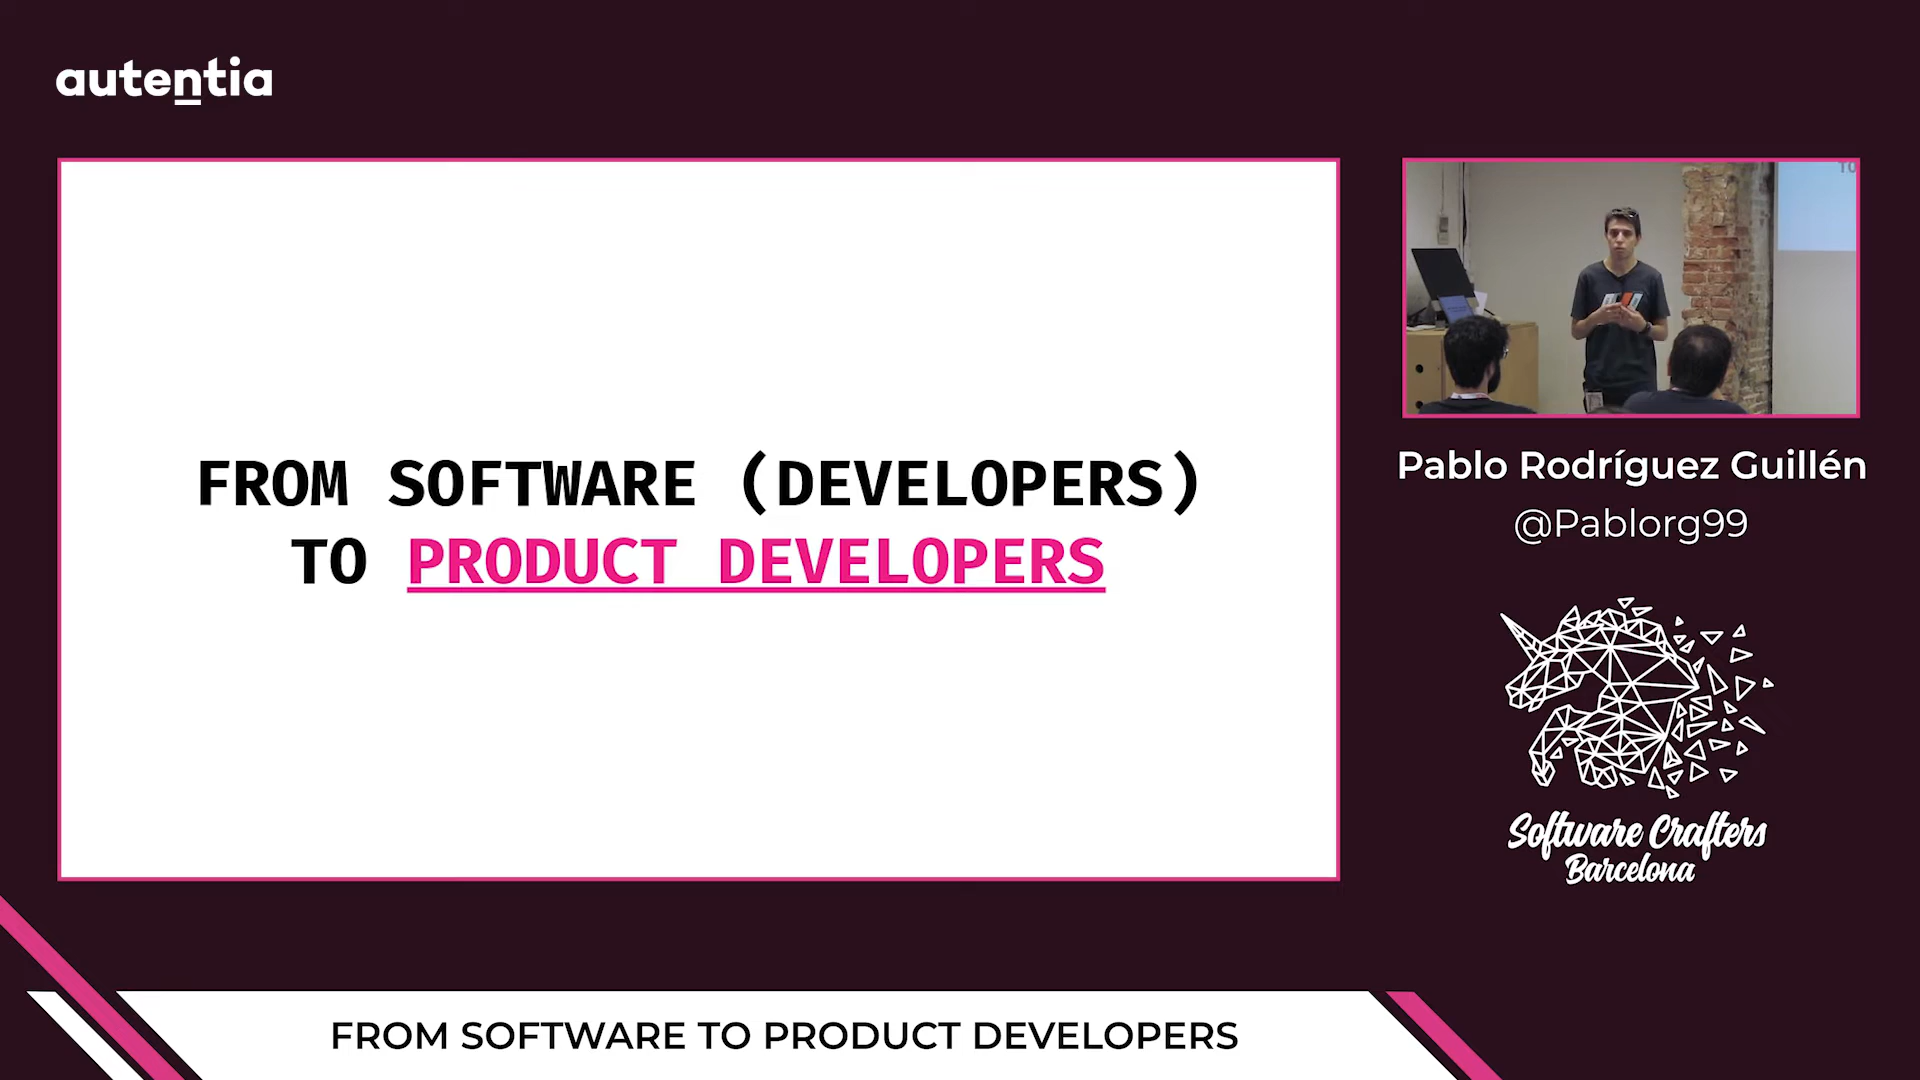 autentia
FROM SOFTWARE (DEVELOPERS)
TO PRODUCT DEVELOPERS
Pablo Rodríguez Guillén
@Pablorg99
Software Crafters
Barcelona
FROM SOFTWARE TO PRODUCT DEVELOPERS